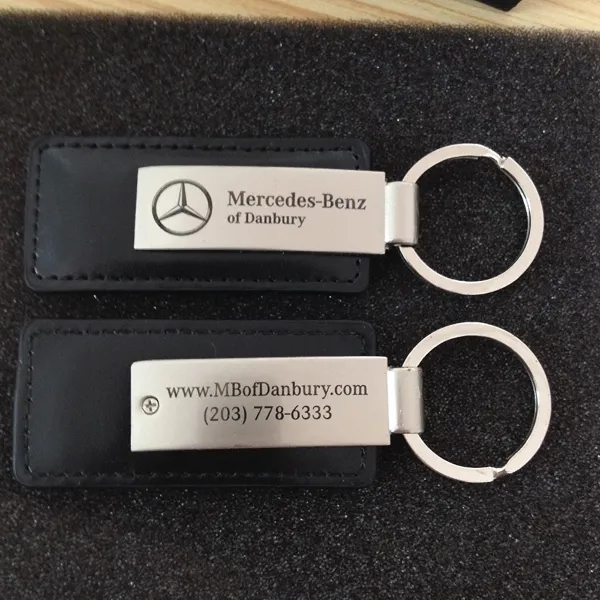 Mercedes-Benz
of Danbury
www.MBofDanbury.com
(203) 778-6333